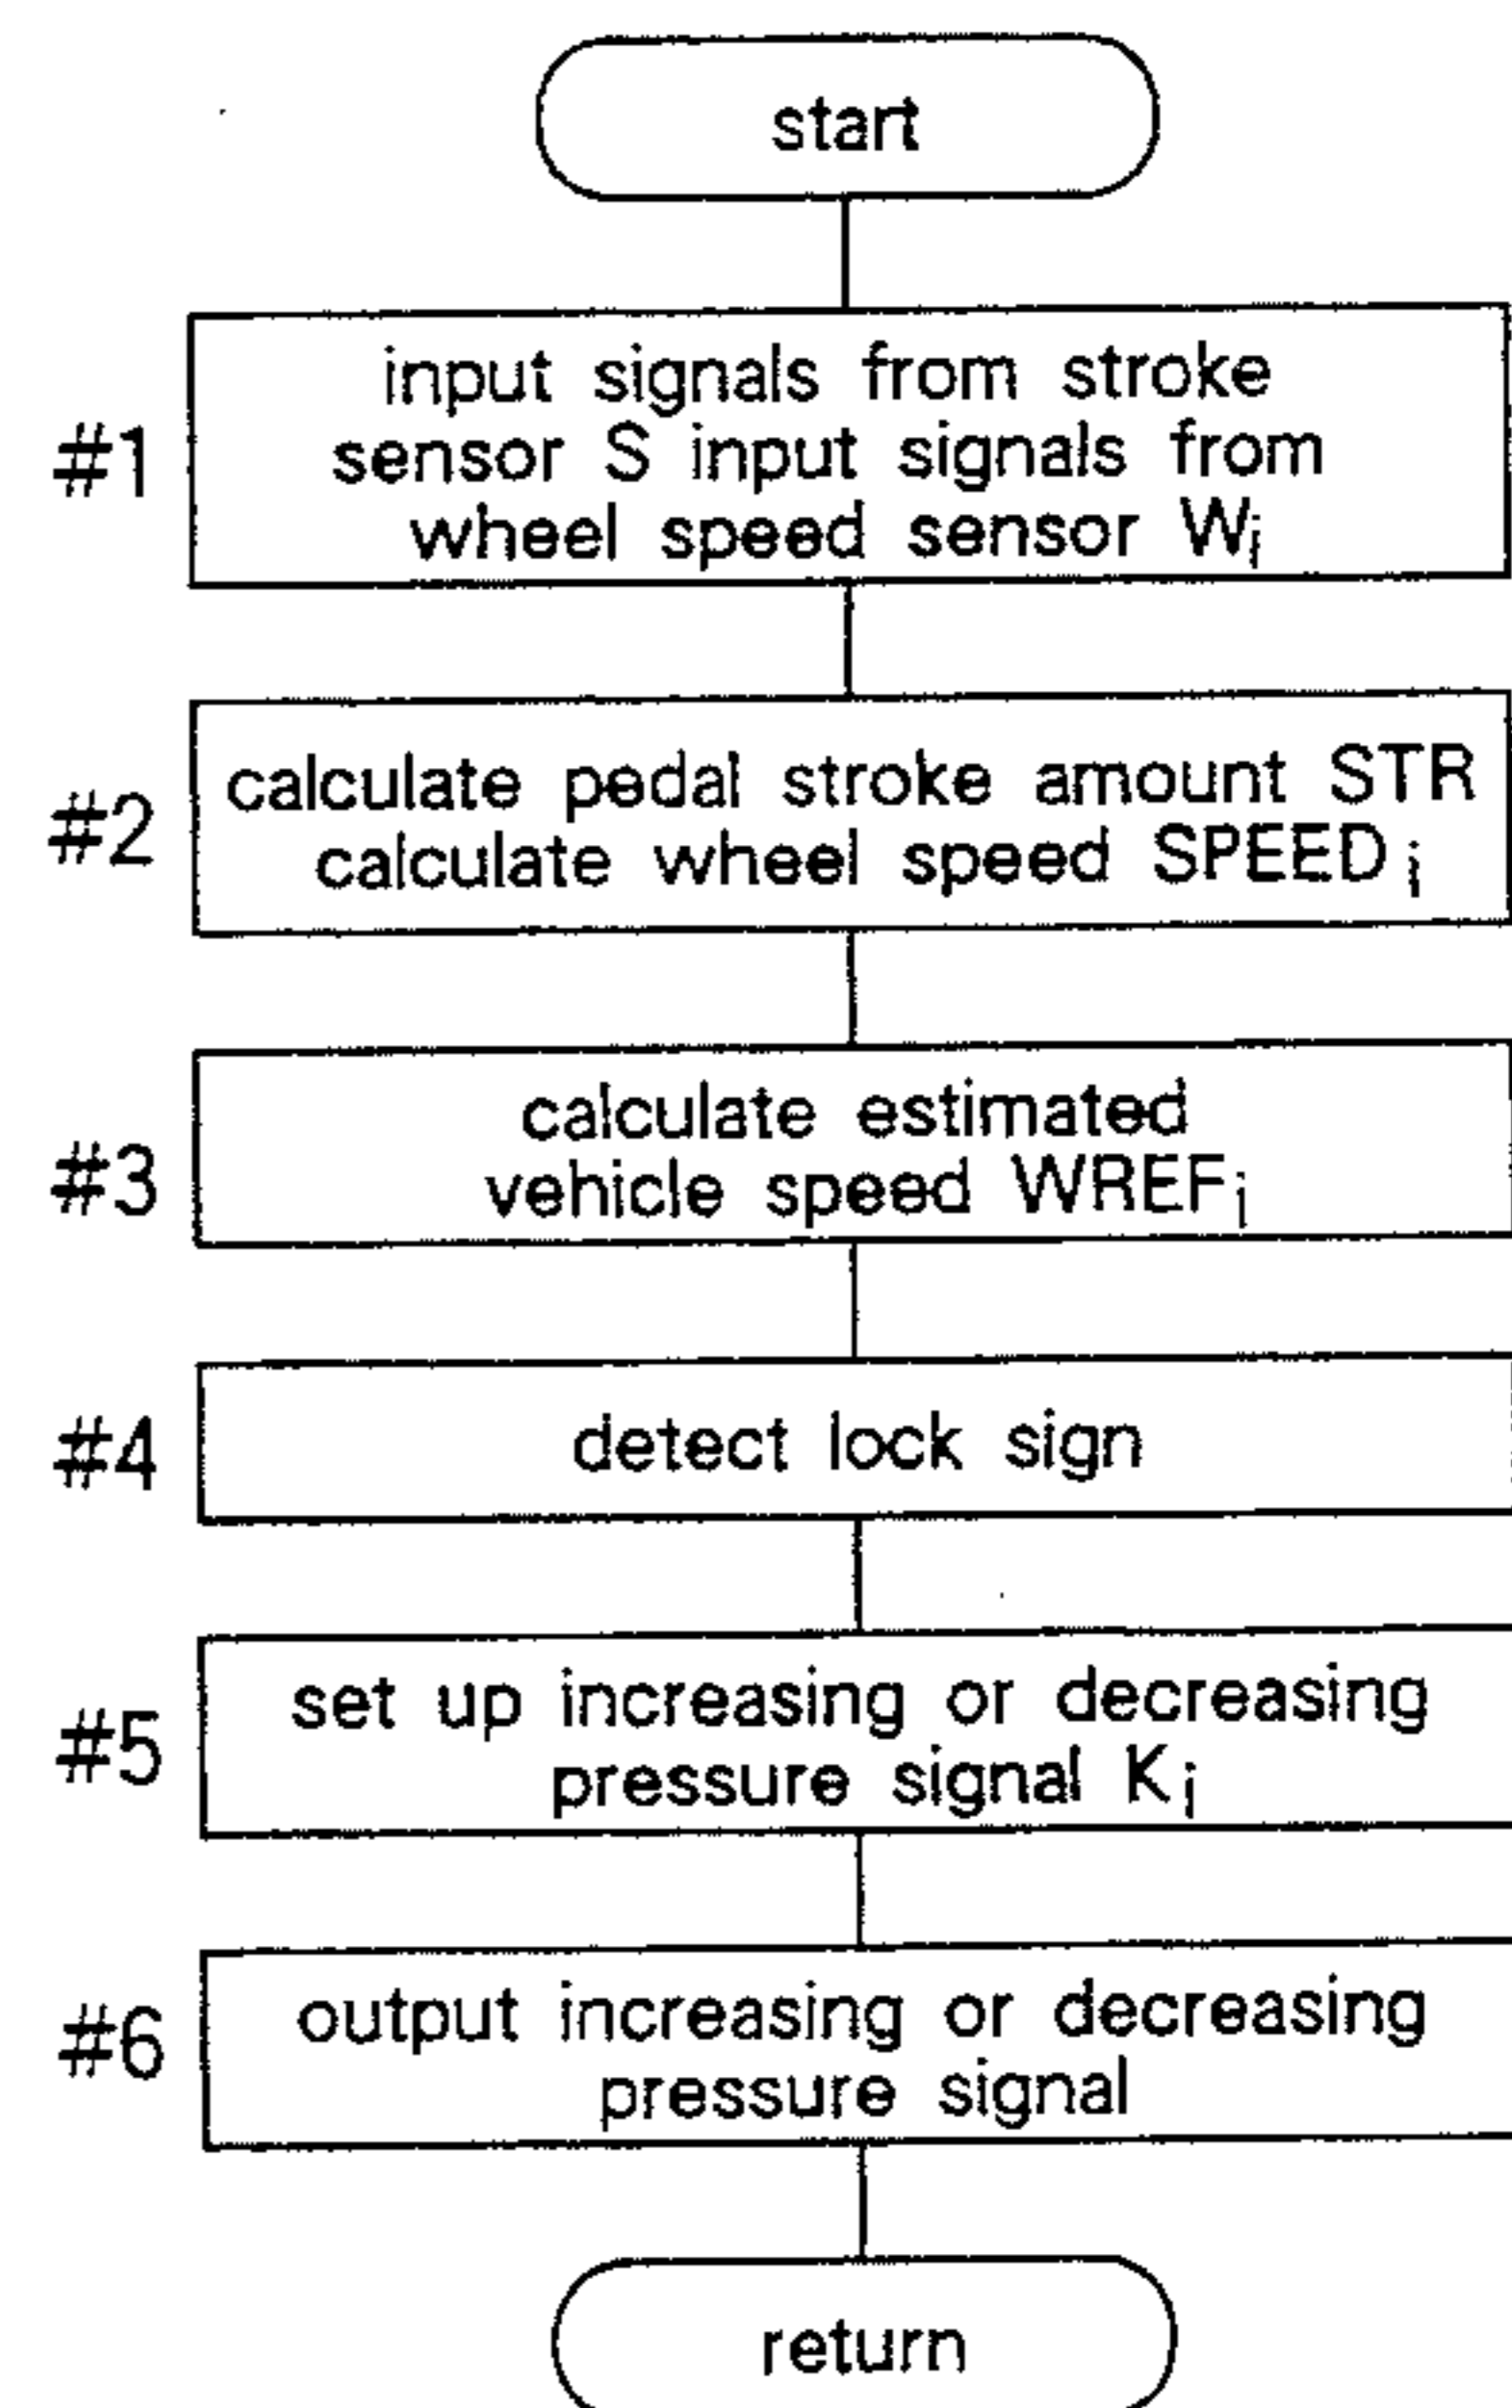 start
#1
input signals from stroke
sensor S input signals from
wheel speed sensor Wi
#2
calculate pedal stroke amount STR
calculate wheel speed SPEED i
#3
calculate estimated
vehicle speed WREFi
#4
detect lock sign
#5
set up increasing or decreasing
pressure signal Ki
#6
output increasing or decreasing
pressure signal
return